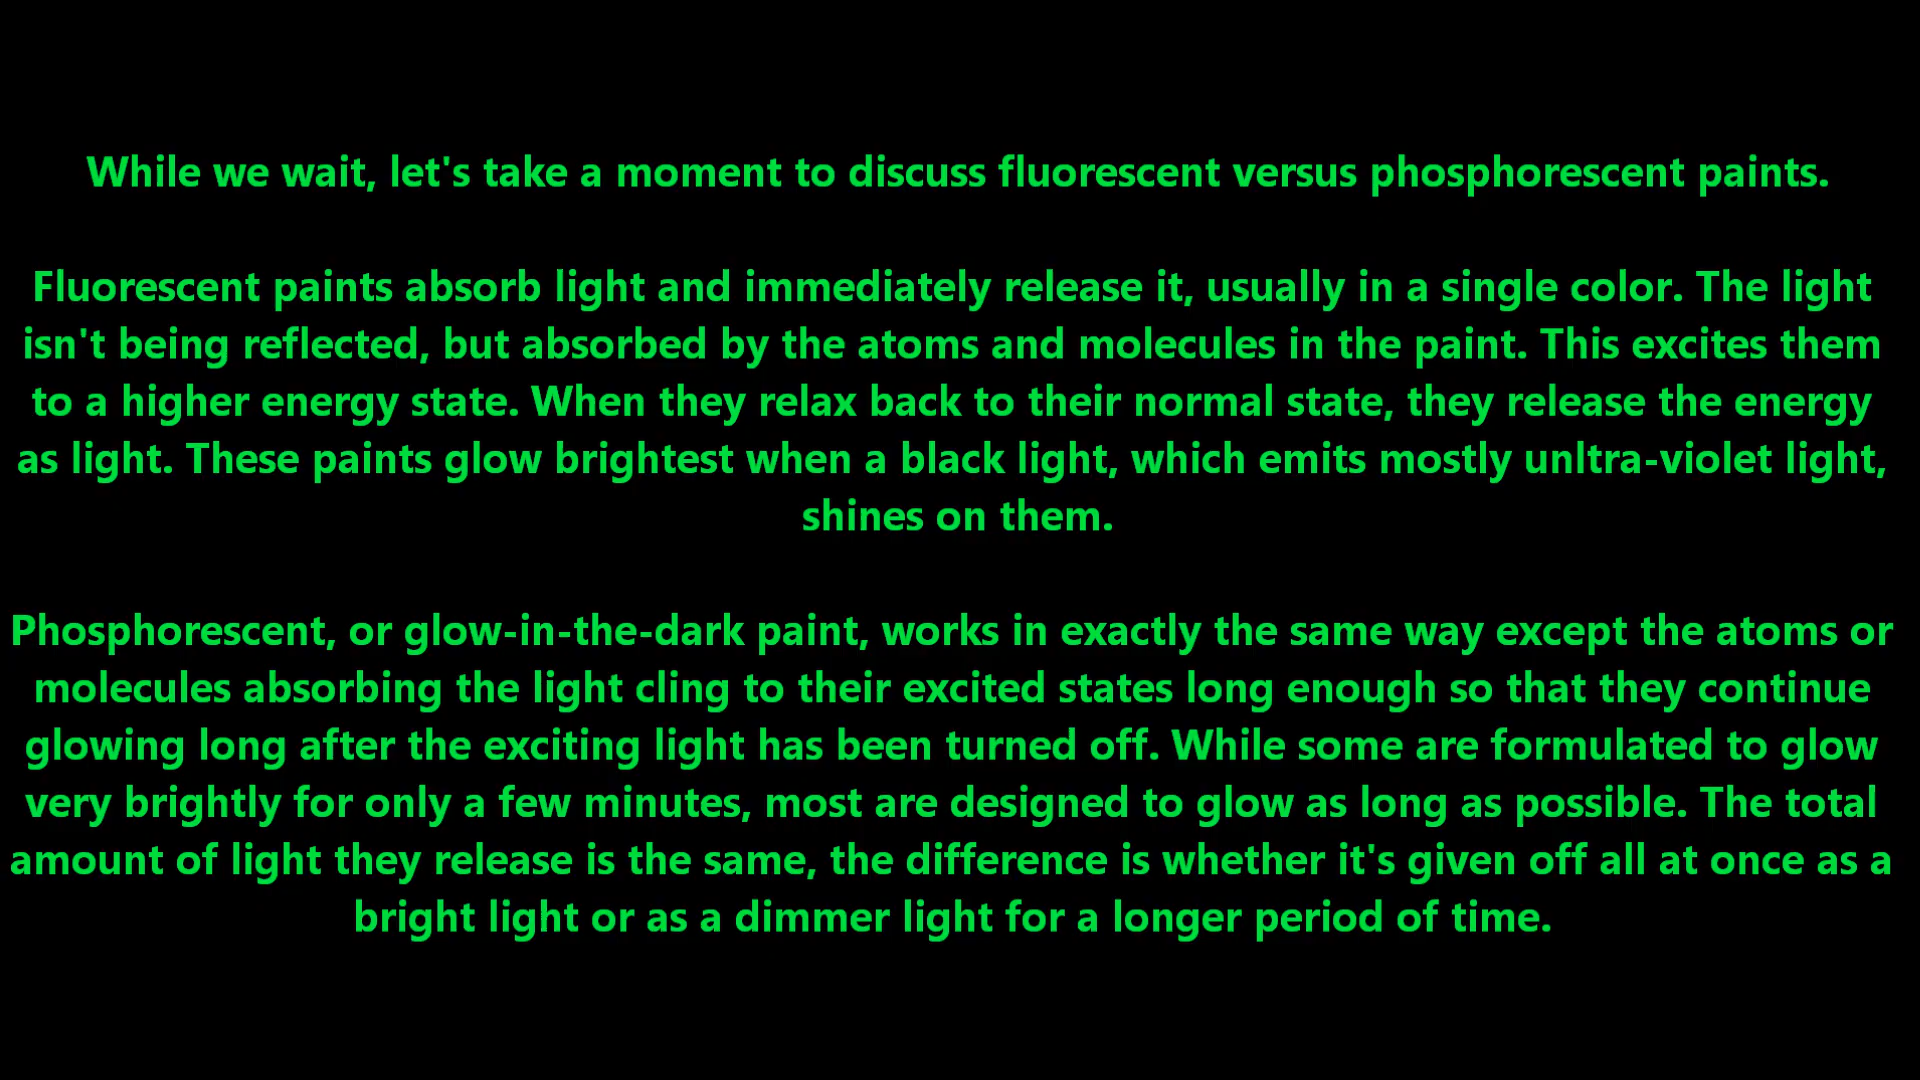 While we wait, let's take a moment to discuss fluorescent versus phosphorescent paints.
Fluorescent paints absorb light and immediately release it, usually in a single color. The light
isn't being reflected, but absorbed by the atoms and molecules in the paint. This excites them
to a higher energy state. When they relax back to their normal state, they release the energy
as light. These paints glow brightest when a black light, which emits mostly unltra-violet light,
shines on them.
Phosphorescent, or glow-in-the-dark paint, works in exactly the same way except the atoms or
molecules absorbing the light cling to their excited states long enough so that they continue
glowing long after the exciting light has been turned off. While some are formulated to glow
very brightly for only a few minutes, most are designed to glow as long as possible. The total
amount of light they release is the same, the difference is whether it's given off all at once as a
bright light or as a dimmer light for a longer period of time.